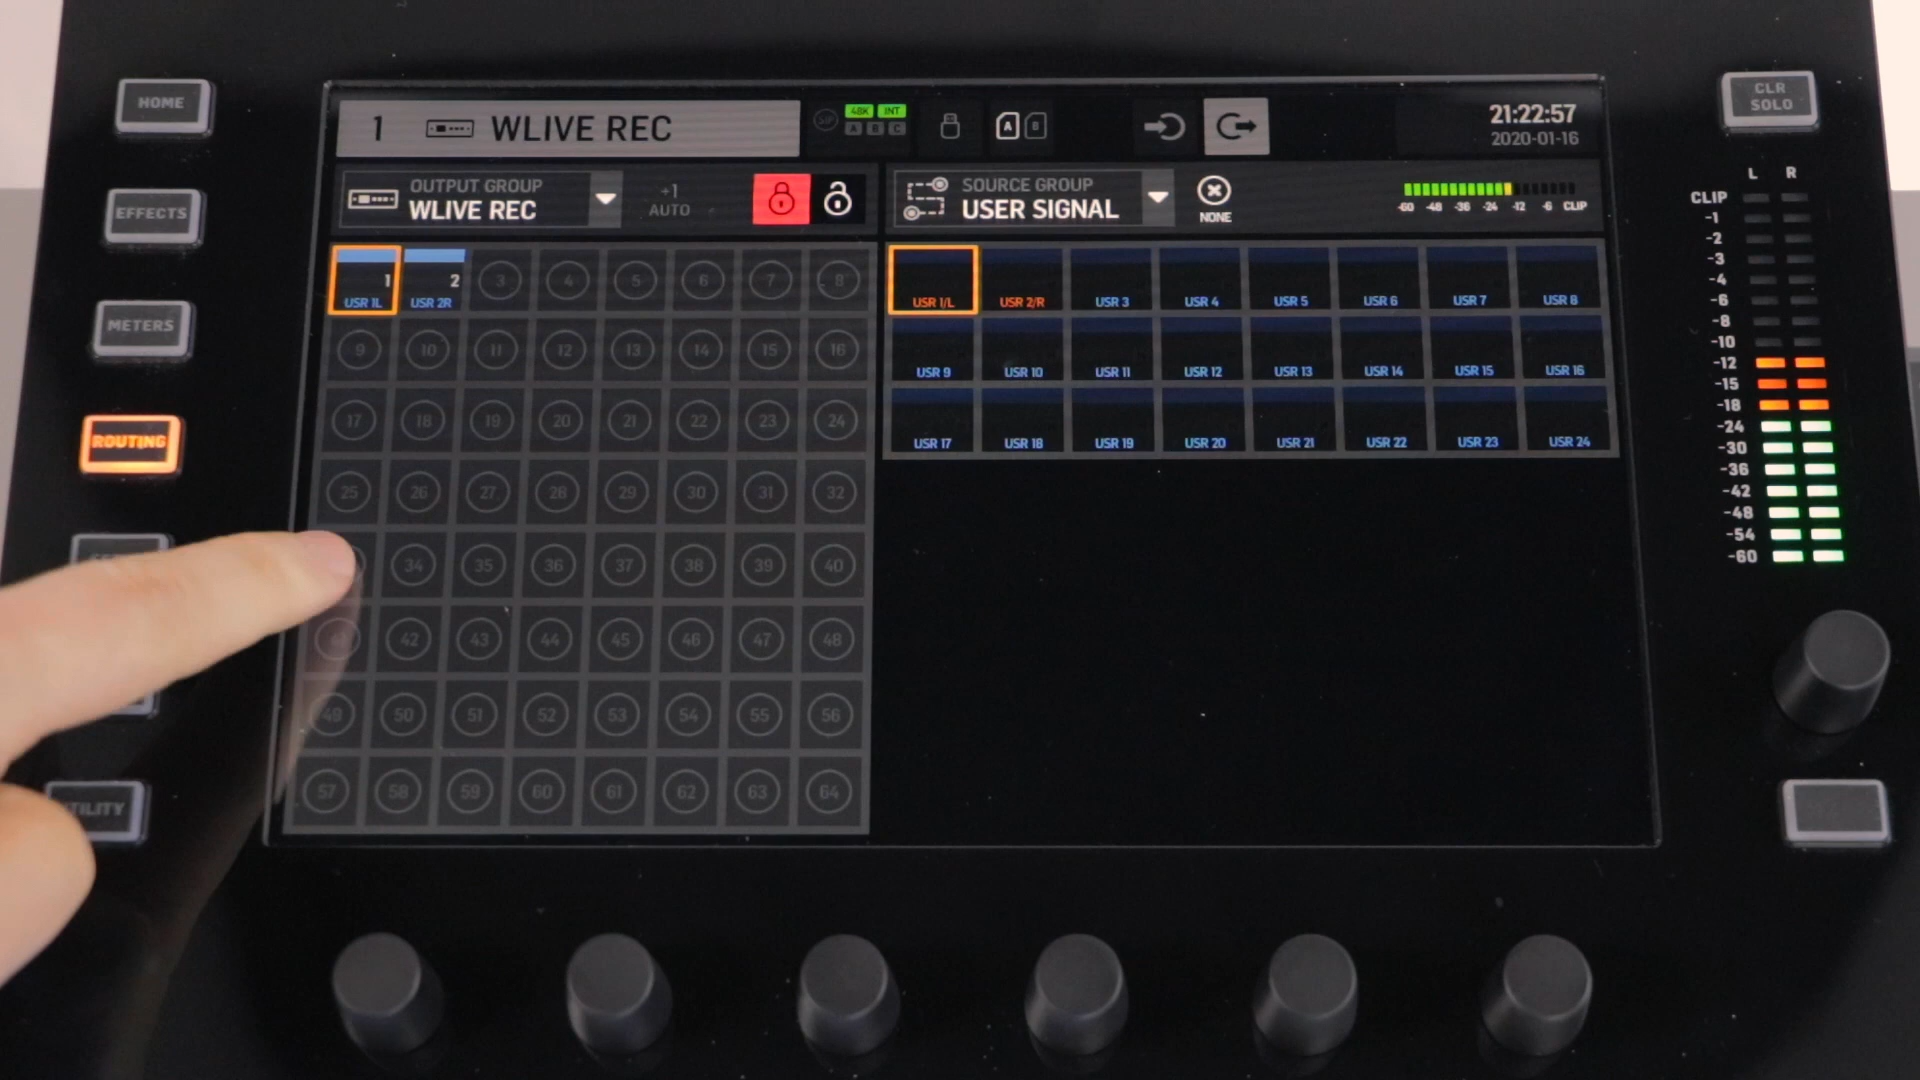 HOME
EFFECTS
METERS
ROUTING
TILITY
CLR
SOLO
1 WLIVE REC
48K INT
A B C
A B
21:22:57
2020-01-16
OUTPUT GROUP
WLIVE REC
+1
AUTO
SOURCE GROUP
USER SIGNAL
NONE
-60 -48 -36 -24 -12 -6 CLIP
1 2 3 4 5 6 7 8
USR 1L USR 2R
9 10 11 12 13 14 15 16
17 18 19 20 21 22 23 24
25 26 27 28 29 30 31 32
34 35 36 37 38 39 40
41 42 43 44 45 46 47 48
49 50 51 52 53 54 55 56
57 58 59 60 61 62 63 64
USR 1/L USR 2/R USR 3 USR 4 USR 5 USR 6 USR 7 USR 8
USR 9 USR 10 USR 11 USR 12 USR 13 USR 14 USR 15 USR 16
USR 17 USR 18 USR 19 USR 20 USR 21 USR 22 USR 23 USR 24
L R
CLIP
-1
-2
-3
-4
-6
-8
-10
-12
-15
-18
-24
-30
-36
-42
-48
-54
-60